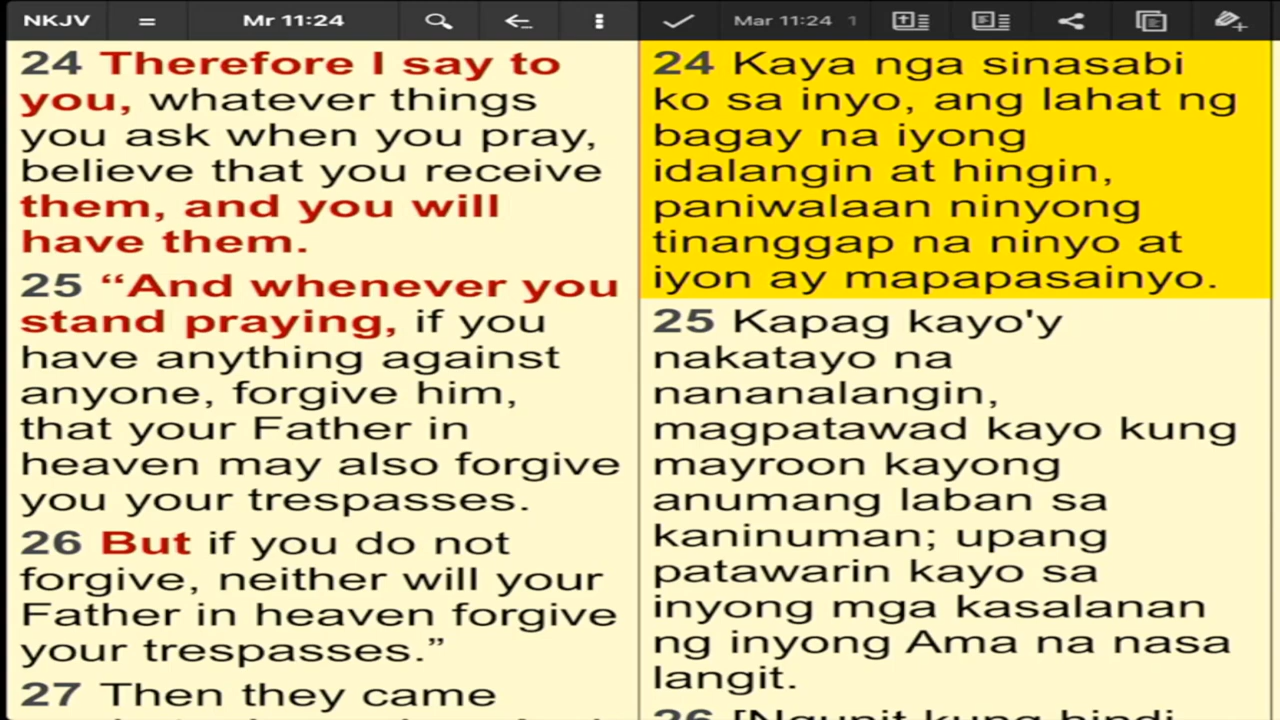 NKJV = Mr 11:24
24 Therefore I say to
you, whatever things
you ask when you pray,
believe that you receive
them, and you will
have them.
25 “And whenever you
stand praying, if you
have anything against
anyone, forgive him,
that your Father in
heaven may also forgive
you your trespasses.
26 But if you do not
forgive, neither will your
Father in heaven forgive
your trespasses.”
27 Then they came
Mar 11:24 1
24 Kaya nga sinasabi
ko sa inyo, ang lahat ng
bagay na iyong
idalangin at hingin,
paniwalaan ninyong
tinanggap na ninyo at
iyon ay mapapasainyo.
25 Kapag kayo'y
nakatayo na
nananalangin,
magpatawad kayo kung
mayroon kayong
anumang laban sa
kaninuman; upang
patawarin kayo sa
inyong mga kasalanan
ng inyong Ama na nasa
langit.
26 [Ngunit kung hindi